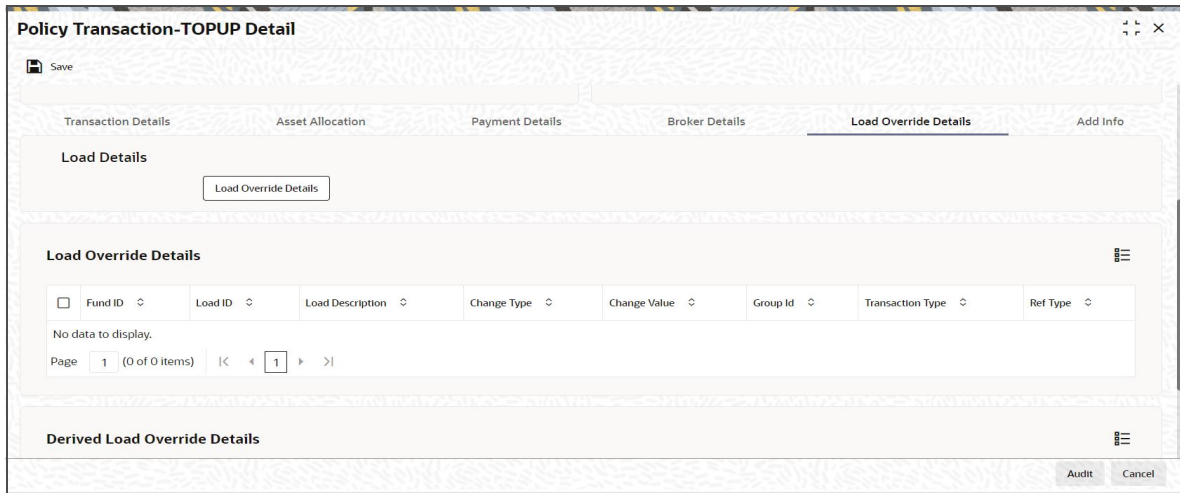 Policy Transaction-TOPUP Detail
Save
Transaction Details Asset Allocation Payment Details Broker Details Load Override Details Add Info
Load Details
Load Override Details
Load Override Details
Fund ID Load ID Load Description Change Type Change Value Group Id Transaction Type Ref Type
No data to display.
Page 1 (0 of 0 items) 1
Derived Load Override Details
Audit Cancel